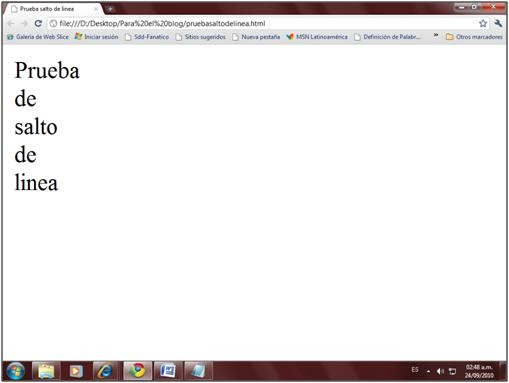 Prueba salto de linea
file:///D:/Desktop/Para%20el%20blog/pruebasaltodelinea.html
Galería de Web Slice Iniciar sesión Sdd-Fanatico Sitios sugeridos Nueva pestaña MSN Latinoamérica Definición de Palabr... » Otros marcadores
Prueba
de
salto
de
linea
ES 02:48 a.m.
24/09/2010